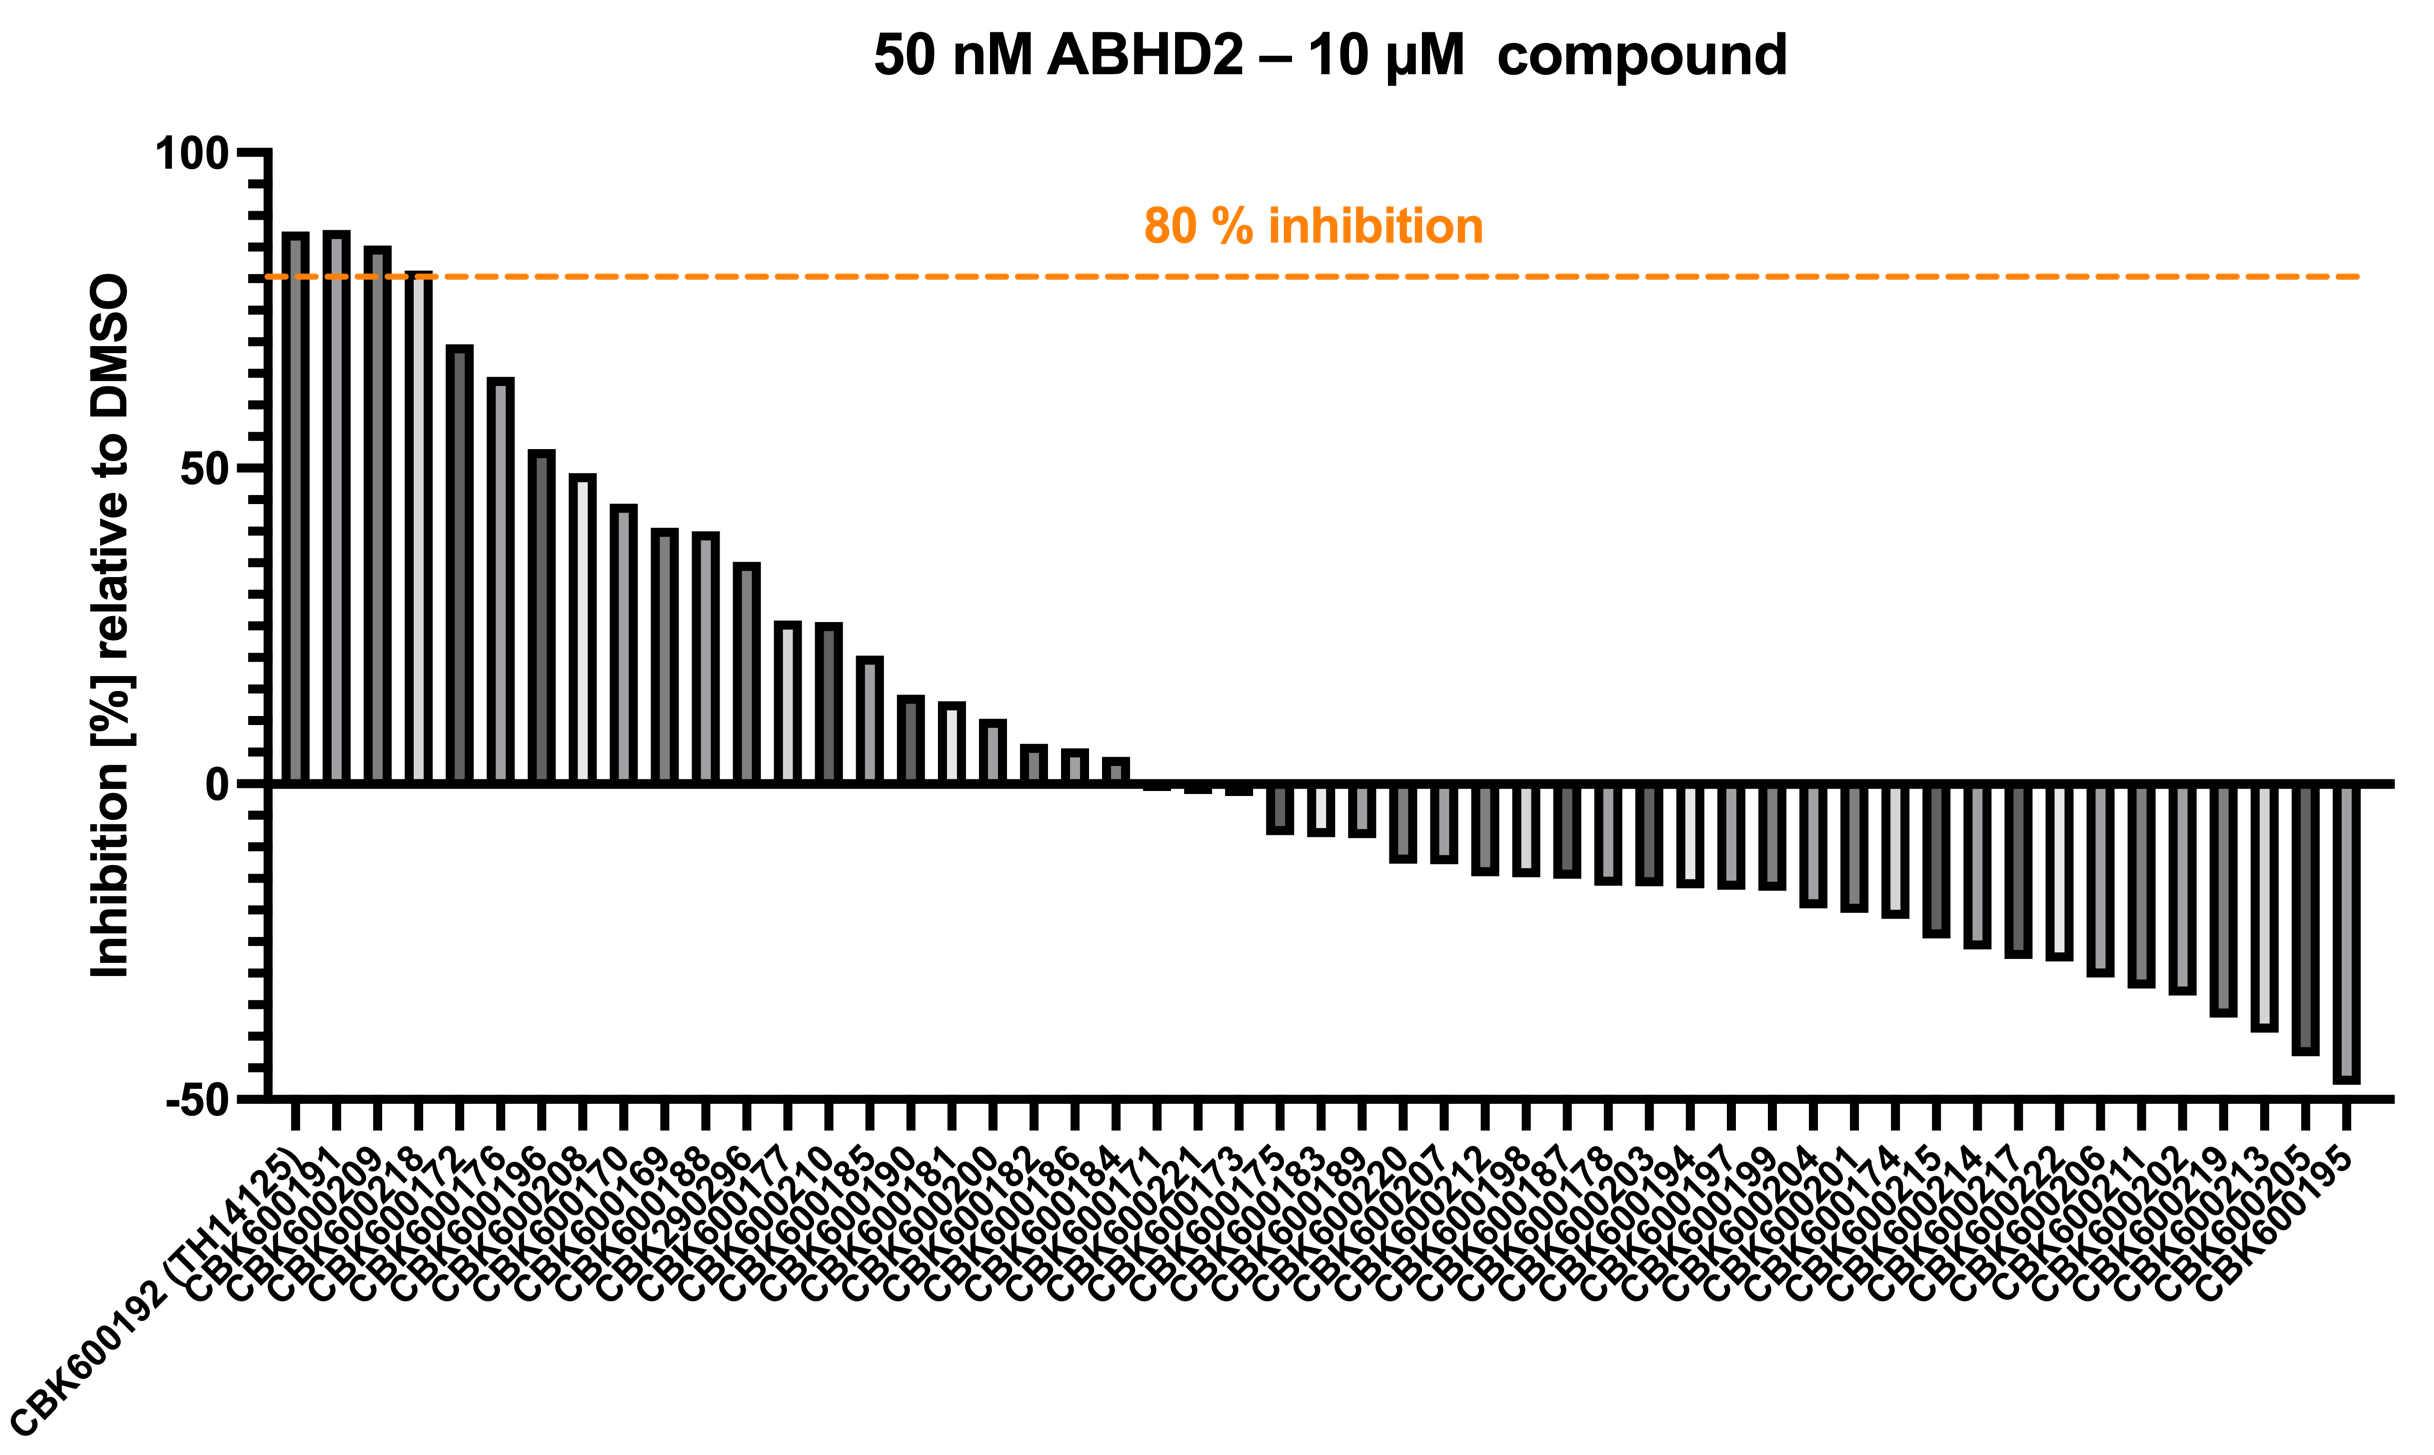 50 nM ABHD2 – 10 µM compound
Inhibition [%] relative to DMSO
100
50
0
-50
80 % inhibition
CBK600192 (TH14125)
CBK600191
CBK600209
CBK600218
CBK600172
CBK600176
CBK600196
CBK600208
CBK600170
CBK600169
CBK600188
CBK290296
CBK600177
CBK600210
CBK600185
CBK600190
CBK600181
CBK600200
CBK600182
CBK600186
CBK600184
CBK600171
CBK600221
CBK600173
CBK600175
CBK600183
CBK600189
CBK600220
CBK600207
CBK600212
CBK600198
CBK600187
CBK600178
CBK600203
CBK600194
CBK600197
CBK600199
CBK600204
CBK600201
CBK600174
CBK600215
CBK600214
CBK600217
CBK600222
CBK600206
CBK600211
CBK600202
CBK600219
CBK600213
CBK600205
CBK600195